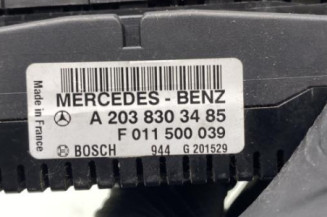 MERCEDES - BENZ
A 203 830 34 85
F 011 500 039
BOSCH 944 G 201529
Made in France